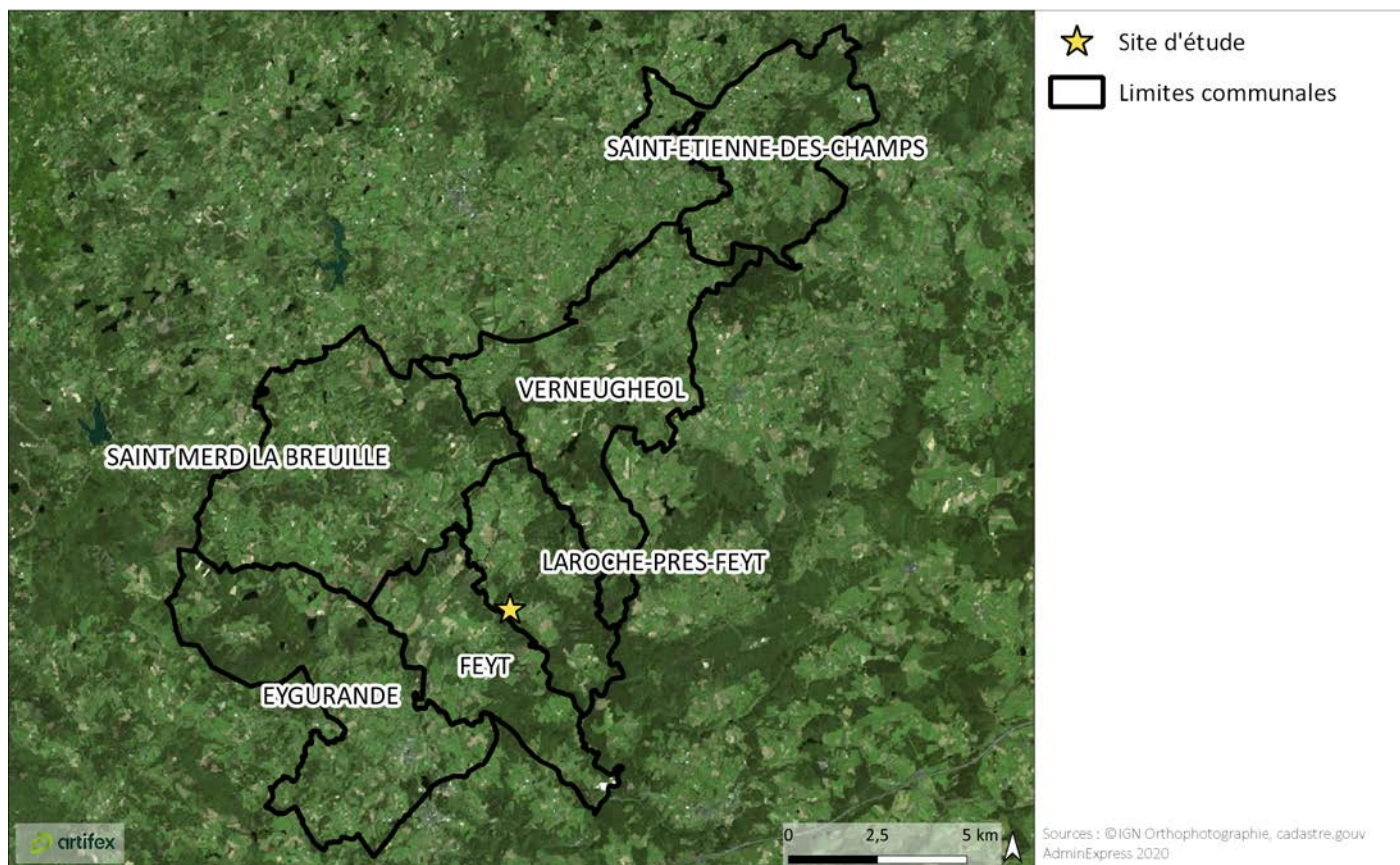 Site d'étude
Limites communales
SAINT-ETIENNE-DES-CHAMPS
VERNEUGHEOL
SAINT MERD LA BREUILLE
LAROCHE-PRES-FEYT
FEYT
EYGURANDE
artifex
0 2,5 5 km
Sources : ©IGN Orthophotographie, cadastre.gouv
AdminExpress 2020